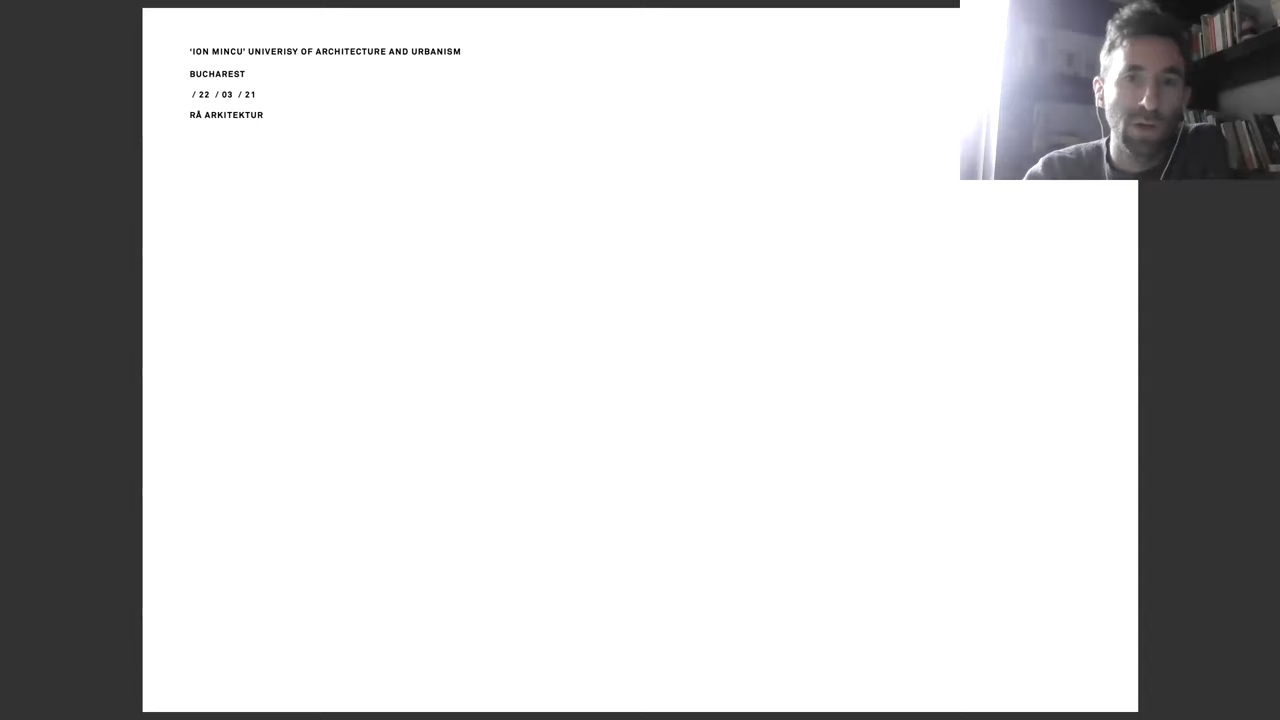 ‘ION MINCU’ UNIVERISY OF ARCHITECTURE AND URBANISM
BUCHAREST
/ 22 / 03 / 21
RÅ ARKITEKTUR